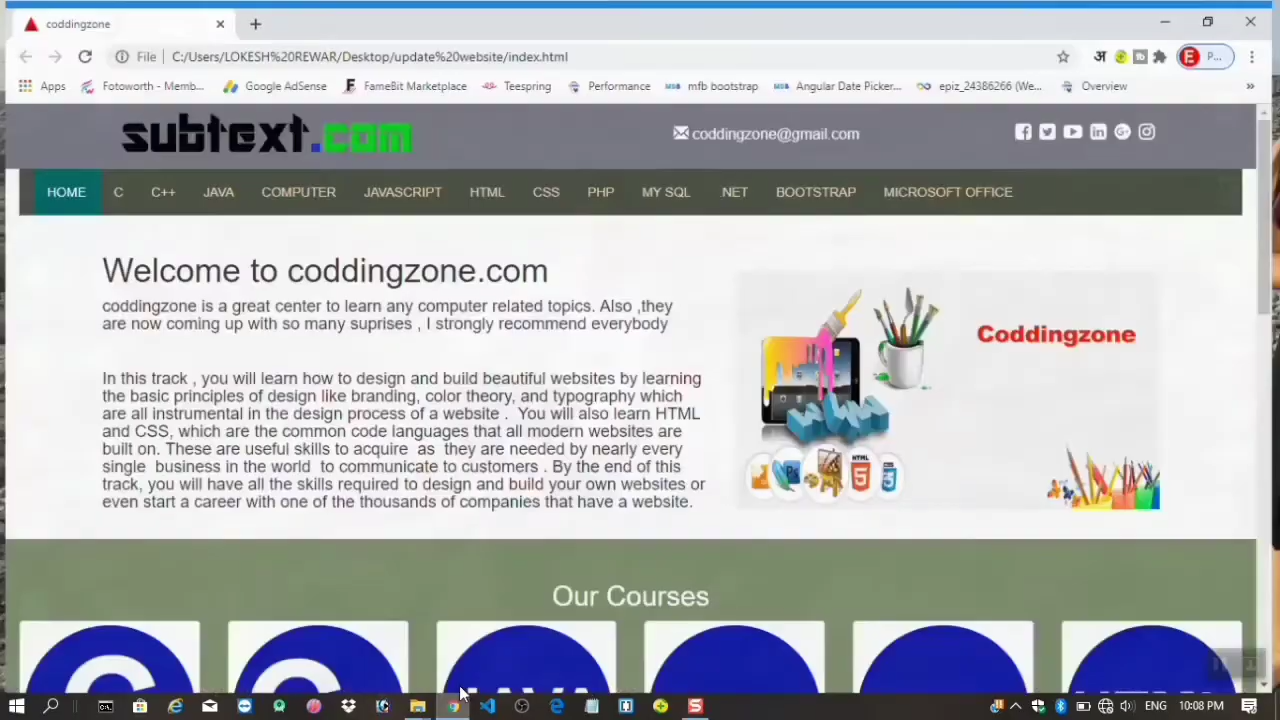 coddingzone
File
C:/Users/LOKESH%20REWAR/Desktop/update%20website/index.html
अ
E P...
Apps Fotoworth - Memb... Google AdSense FameBit Marketplace Teespring Performance mfb bootstrap Angular Date Picker... epiz_24386266 (We... Overview »
subtext.com
coddingzone@gmail.com
HOME C C++ JAVA COMPUTER JAVASCRIPT HTML CSS PHP MY SQL .NET BOOTSTRAP MICROSOFT OFFICE
Welcome to coddingzone.com
coddingzone is a great center to learn any computer related topics. Also ,they
are now coming up with so many suprises , I strongly recommend everybody
In this track , you will learn how to design and build beautiful websites by learning
the basic principles of design like branding, color theory, and typography which
are all instrumental in the design process of a website . You will also learn HTML
and CSS, which are the common code languages that all modern websites are
built on. These are useful skills to acquire as they are needed by nearly every
single business in the world to communicate to customers . By the end of this
track, you will have all the skills required to design and build your own websites or
even start a career with one of the thousands of companies that have a website.
Coddingzone
WWW
Ps
HTML
5
3
Our Courses
C C JAVA
ENG 10:08 PM